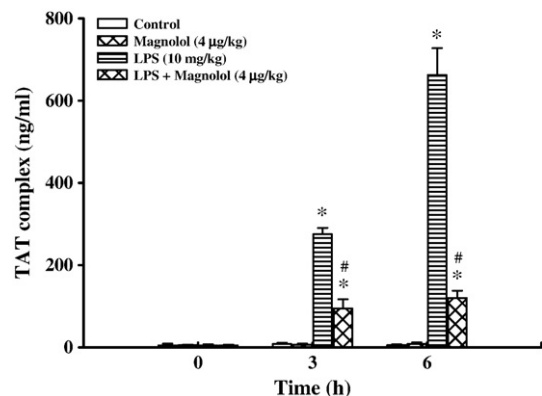 800
600
400
200
0
TAT complex (ng/ml)
Control
Magnolol (4 μg/kg)
LPS (10 mg/kg)
LPS + Magnolol (4 μg/kg)
*
#
*
*
#
*
0 3 6
Time (h)